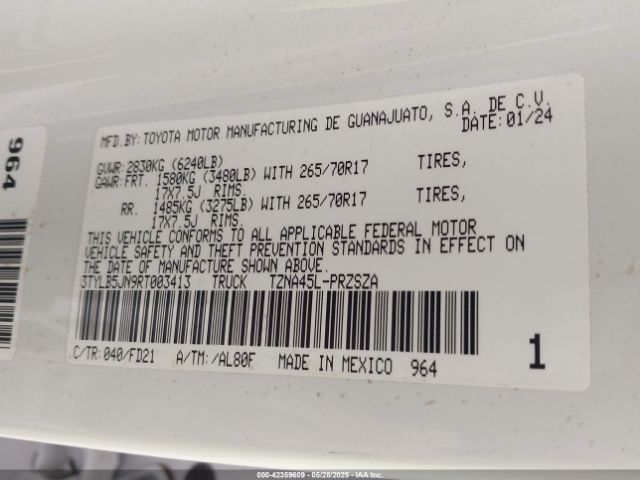 964
MFD.BY:TOYOTA MOTOR MANUFACTURING DE GUANAJUATO, S.A. DE C.V.
DATE:01/24
GVWR:2830KG (6240LB)
GAWR:FRT. 1580KG (3480LB) WITH 265/70R17 TIRES,
17X7.5J RIMS.
RR. 1485KG (3275LB) WITH 265/70R17 TIRES,
17X7.5J RIMS.
THIS VEHICLE CONFORMS TO ALL APPLICABLE FEDERAL MOTOR
VEHICLE SAFETY AND THEFT PREVENTION STANDARDS IN EFFECT ON
THE DATE OF MANUFACTURE SHOWN ABOVE.
3TYLB5JN9RT003413 TRUCK TZNA45L-PRZSZA
C/TR:040/FD21 A/TM:/AL80F MADE IN MEXICO 964
1
000-42359609 - 05/28/2025 - IAA Inc.